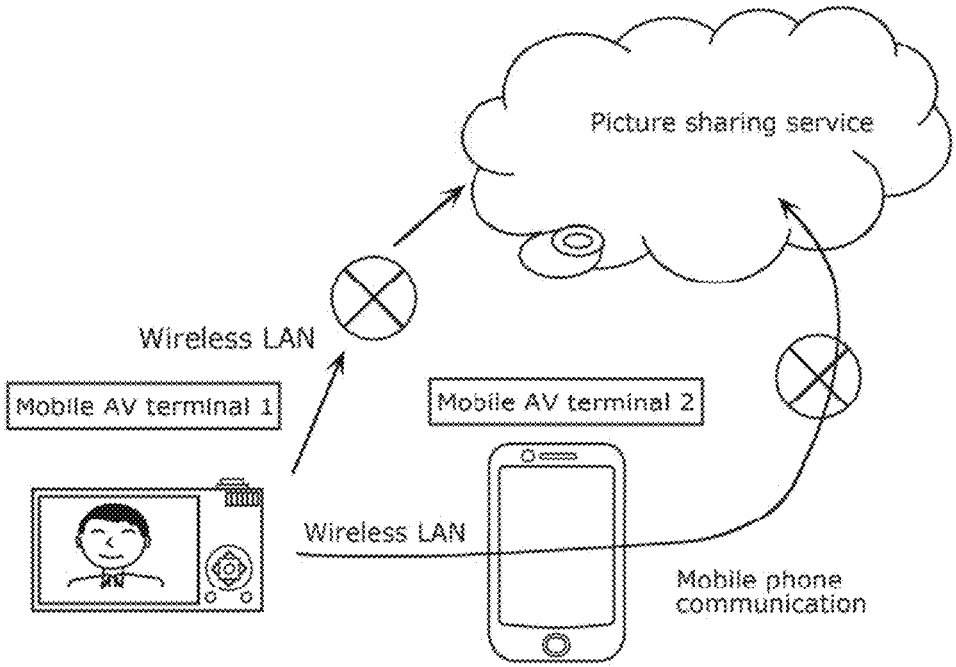 Picture sharing service
Wireless LAN
Mobile AV terminal 1
Mobile AV terminal 2
Wireless LAN
Mobile phone
communication